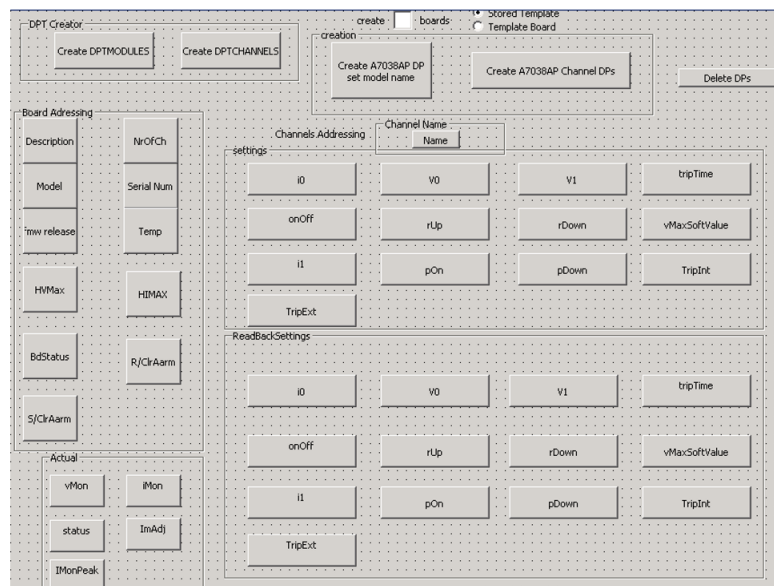 create boards
Stored Template
Template Board
DPT Creator
Create DPTMODULES
Create DPTCHANNELS
creation
Create A7038AP DP
set model name
Create A7038AP Channel DPs
Delete DPs
Board Adressing
Description
NrOfCh
Model
Serial Num
fmw release
Temp
HVMax
HIMAX
BdStatus
R/ClrAarm
S/ClrAarm
Channels Addressing
Channel Name
Name
settings
i0
V0
V1
tripTime
onOff
rUp
rDown
vMaxSoftValue
i1
pOn
pDown
TripInt
TripExt
ReadBackSettings
i0
V0
V1
tripTime
onOff
rUp
rDown
vMaxSoftValue
i1
pOn
pDown
TripInt
TripExt
Actual
vMon
iMon
status
ImAdj
IMonPeak